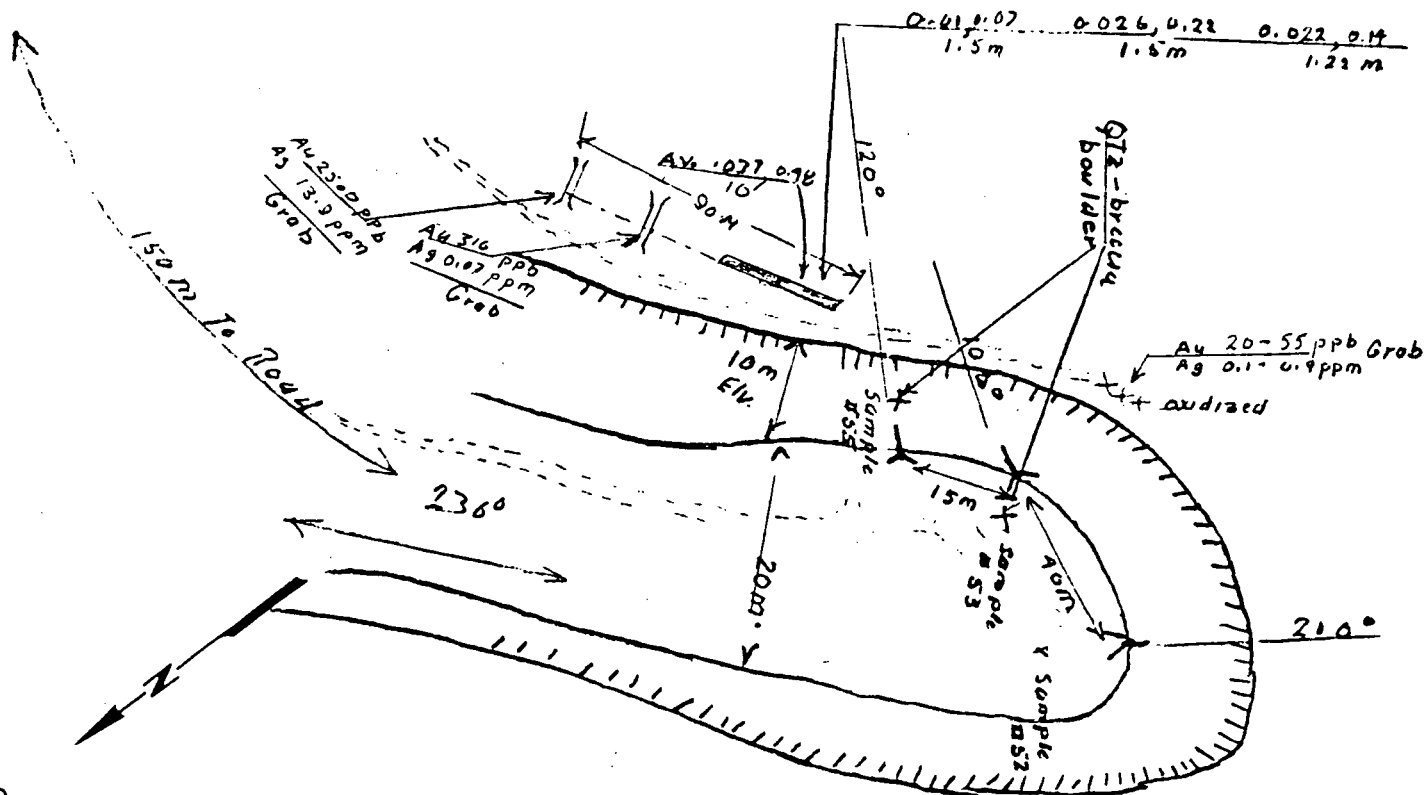 0.41, 0.07 0.026, 0.22 0.022, 0.14
1.5m 1.5m 1.22 m
Au 2500 ppb
Ag 13.9 ppm
Grab
Av. .037 0.98
10'
90M
120°
QTZ-breccia
boulder
Au 316 ppb
Ag 0.07 ppm
Grab
150 m To Road
10m
Elv.
Sample
#55
Au 20-55 ppb Grab
Ag 0.1-0.9 ppm
oxidized
15m
236°
20m.
Sample
#53
40m
210°
x Sample
#52
N